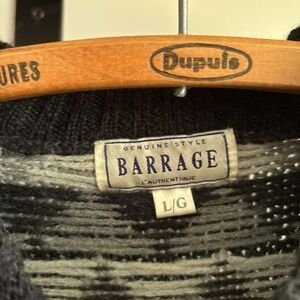 URES
Dupuis
GENUINE STYLE
BARRAGE
L'AUTHENTIQUE
L/G